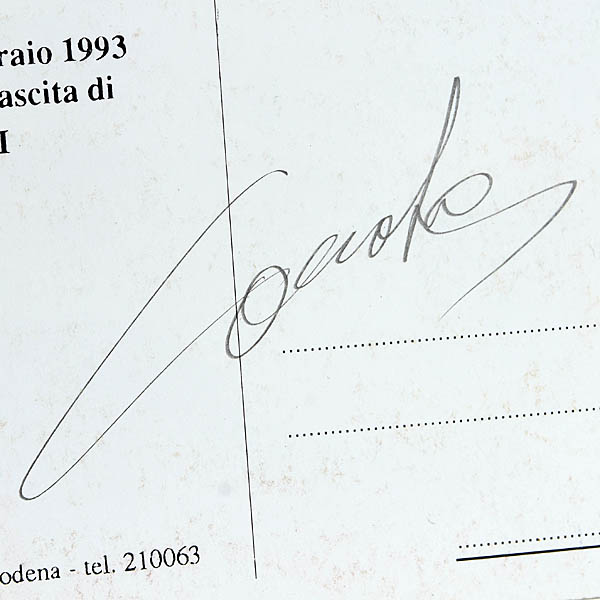 raio 1993
ascita di
I
odena - tel. 210063